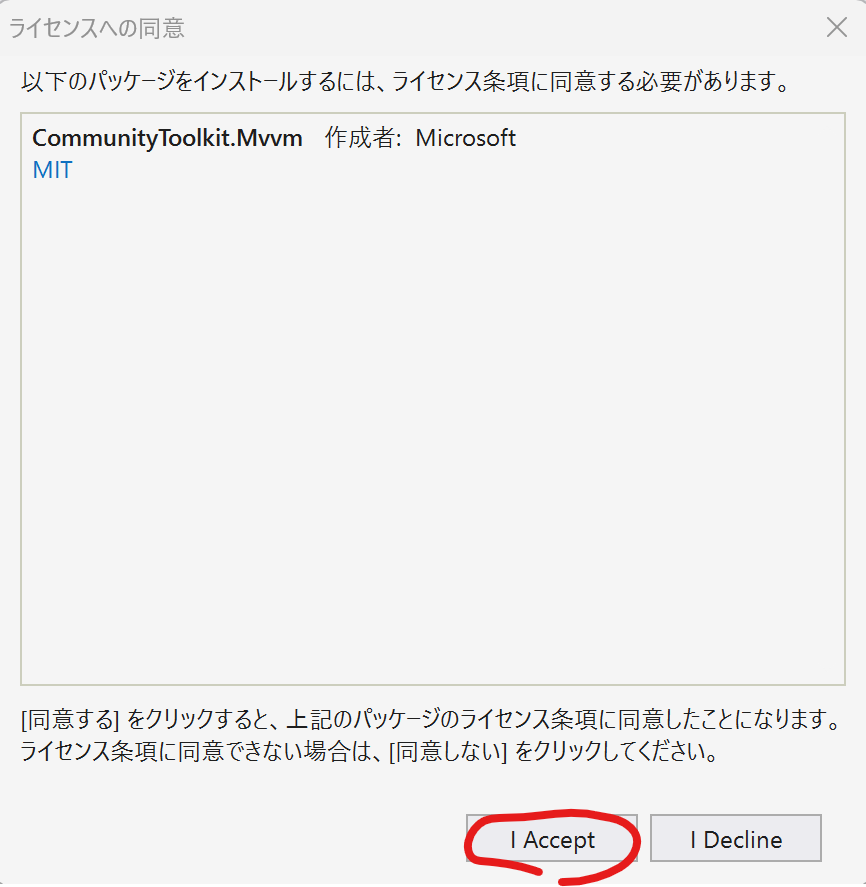 ライセンスへの同意
以下のパッケージをインストールするには、ライセンス条項に同意する必要があります。
CommunityToolkit.Mvvm 作成者: Microsoft
MIT
[同意する] をクリックすると、上記のパッケージのライセンス条項に同意したことになります。
ライセンス条項に同意できない場合は、[同意しない] をクリックしてください。
I Accept I Decline